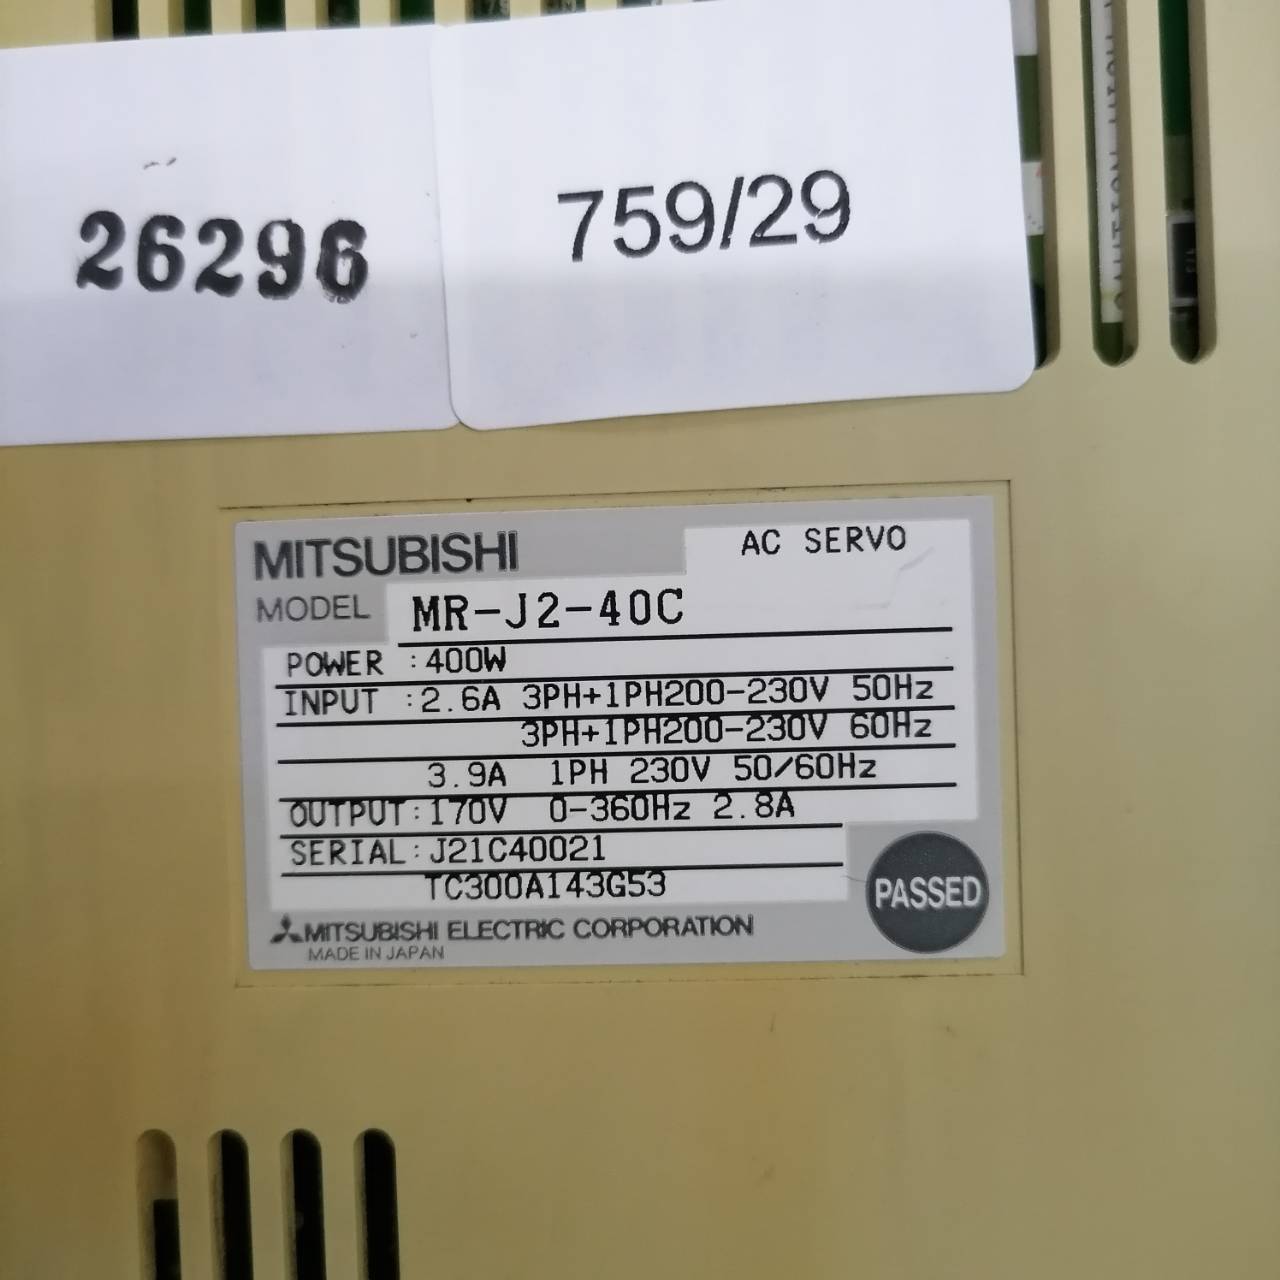 26296
759/29
MITSUBISHI AC SERVO
MODEL MR-J2-40C
POWER :400W
INPUT :2.6A 3PH+1PH200-230V 50Hz
3PH+1PH200-230V 60Hz
3.9A 1PH 230V 50/60Hz
OUTPUT:170V 0-360Hz 2.8A
SERIAL:J21C40021
TC300A143G53
PASSED
MITSUBISHI ELECTRIC CORPORATION
MADE IN JAPAN
CAUTION HIGH